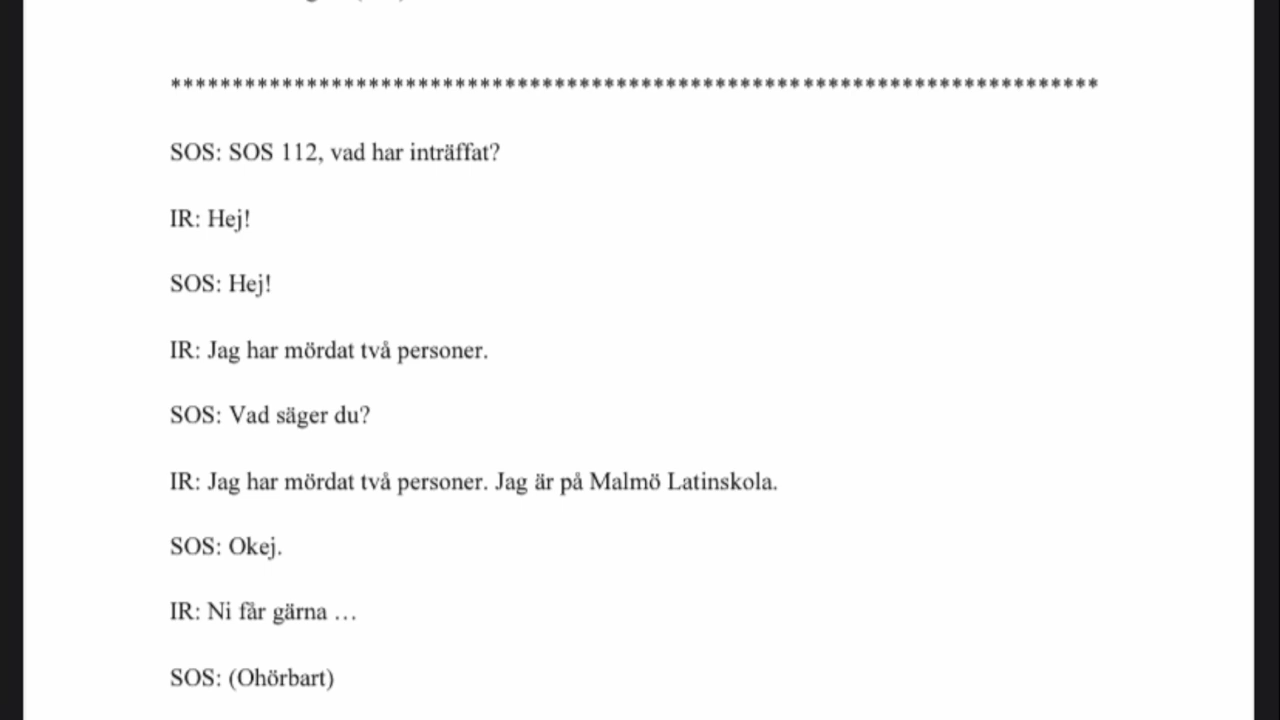 **************************************************************************
SOS: SOS 112, vad har inträffat?
IR: Hej!
SOS: Hej!
IR: Jag har mördat två personer.
SOS: Vad säger du?
IR: Jag har mördat två personer. Jag är på Malmö Latinskola.
SOS: Okej.
IR: Ni får gärna …
SOS: (Ohörbart)